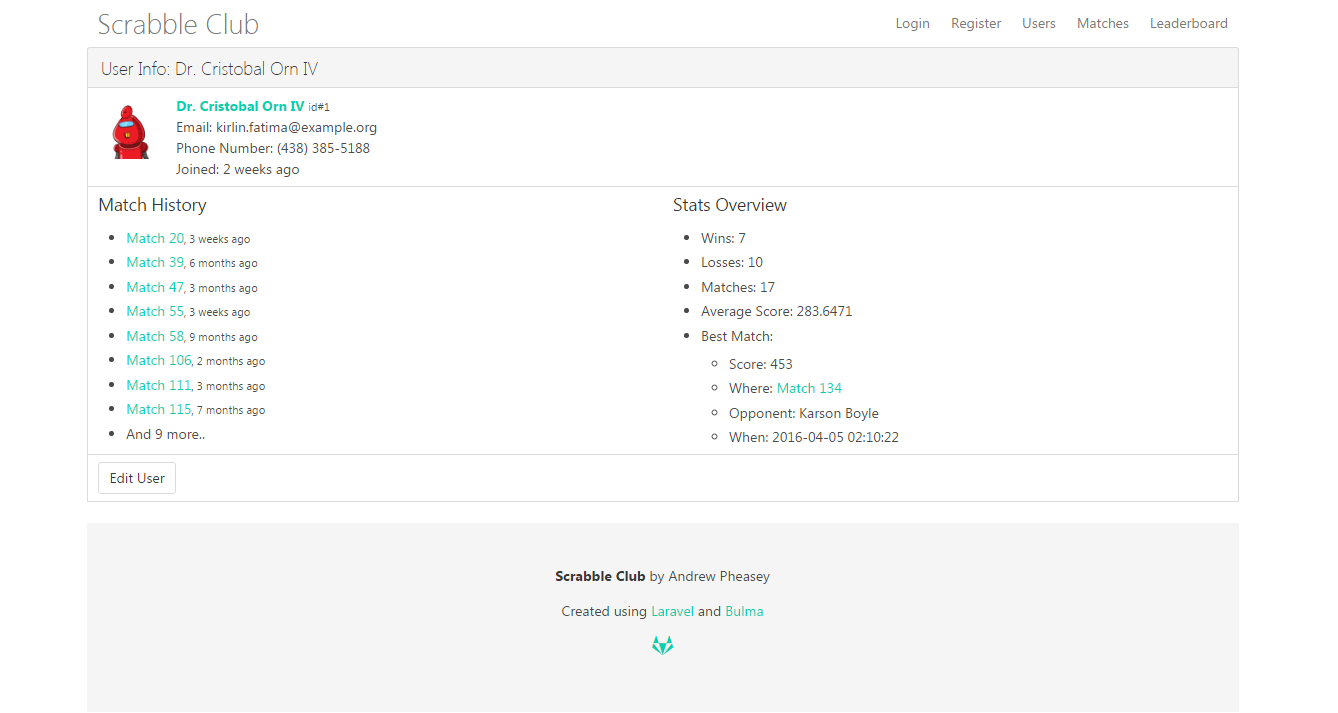 Scrabble Club
Login Register Users Matches Leaderboard
User Info: Dr. Cristobal Orn IV
Dr. Cristobal Orn IV id#1
Email: kirlin.fatima@example.org
Phone Number: (438) 385-5188
Joined: 2 weeks ago
Match History
Match 20, 3 weeks ago
Match 39, 6 months ago
Match 47, 3 months ago
Match 55, 3 weeks ago
Match 58, 9 months ago
Match 106, 2 months ago
Match 111, 3 months ago
Match 115, 7 months ago
And 9 more..
Stats Overview
Wins: 7
Losses: 10
Matches: 17
Average Score: 283.6471
Best Match:
Score: 453
Where: Match 134
Opponent: Karson Boyle
When: 2016-04-05 02:10:22
Edit User
Scrabble Club by Andrew Pheasey
Created using Laravel and Bulma